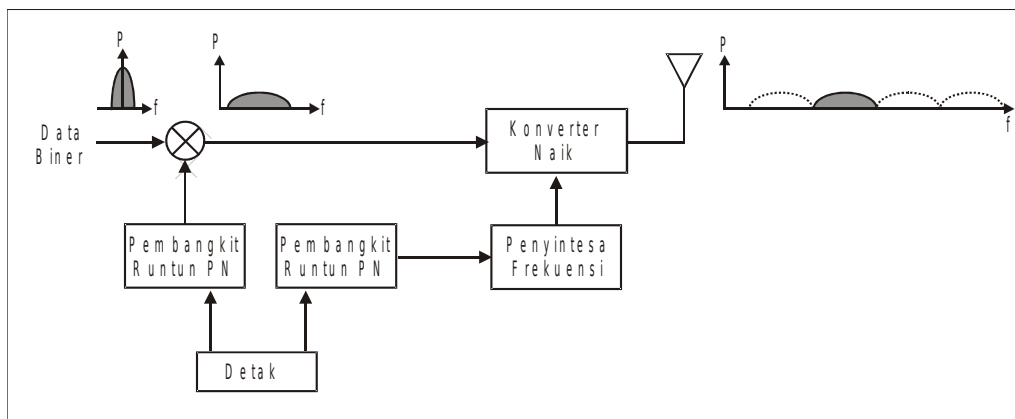 P
P
P
f
f
f
Data
Biner
Konverter
Naik
Pembangkit
Runtun PN
Pembangkit
Runtun PN
Penyintesa
Frekuensi
Detak